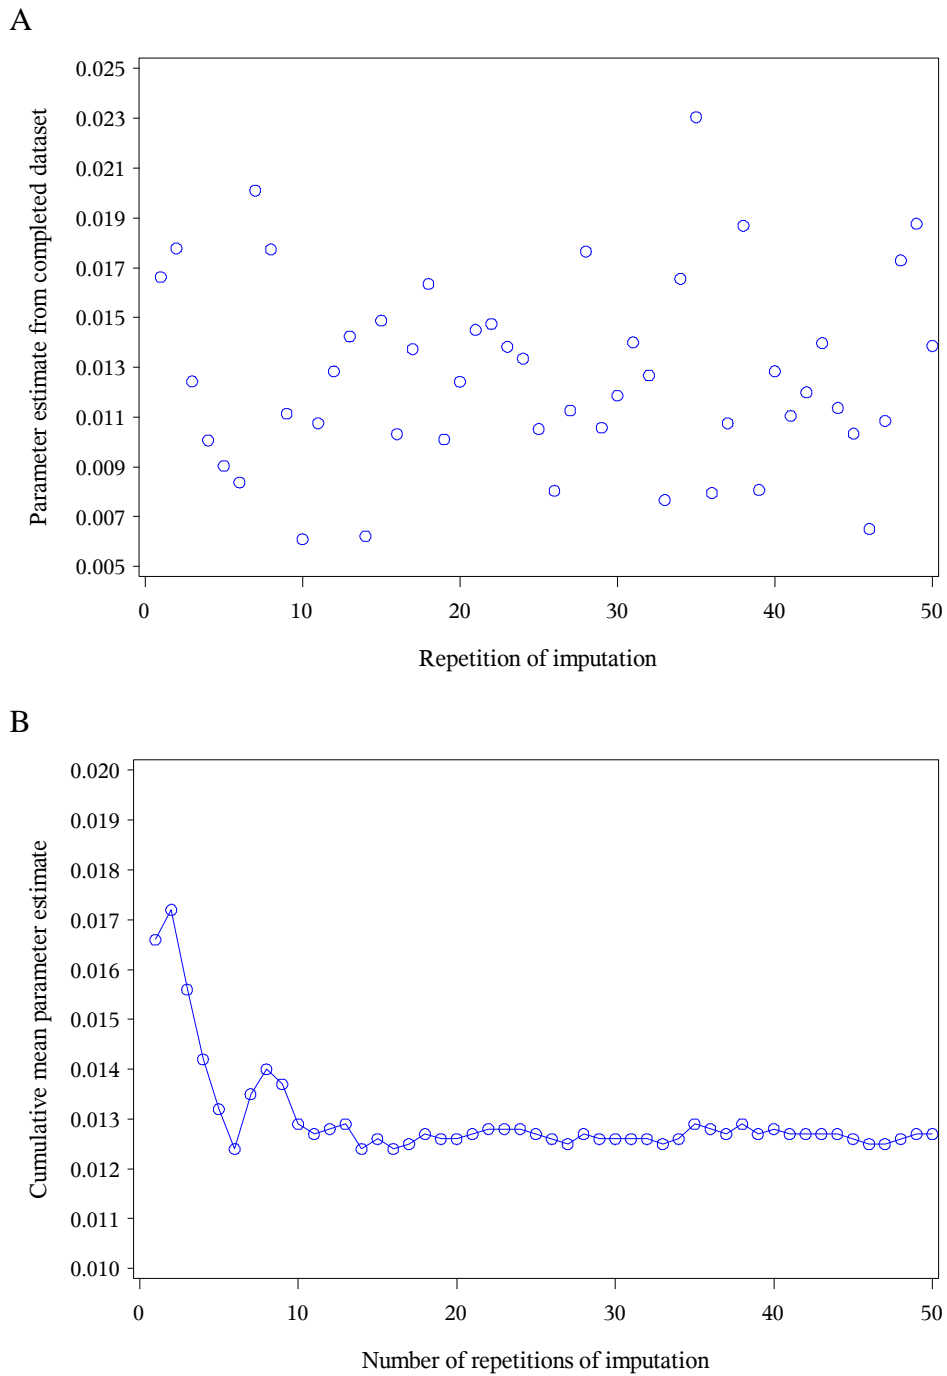 A
Parameter estimate from completed dataset
0.025
0.023
0.021
0.019
0.017
0.015
0.013
0.011
0.009
0.007
0.005
0 10 20 30 40 50
Repetition of imputation
B
Cumulative mean parameter estimate
0.020
0.019
0.018
0.017
0.016
0.015
0.014
0.013
0.012
0.011
0.010
0 10 20 30 40 50
Number of repetitions of imputation